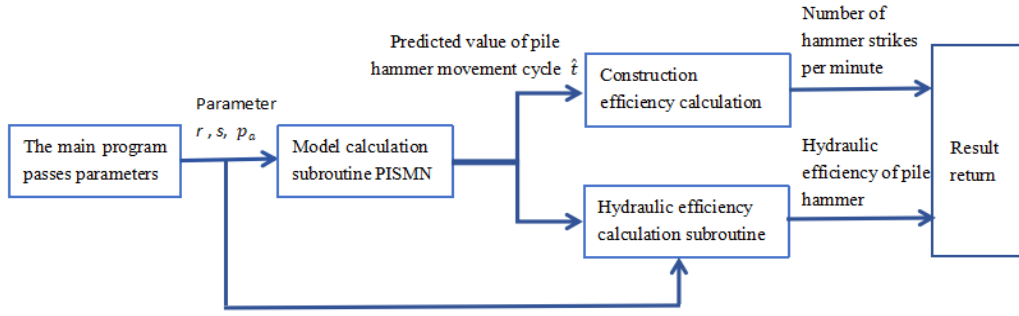 The main program
passes parameters
Parameter
r , s, pₐ
Model calculation
subroutine PISMN
Predicted value of pile
hammer movement cycle t̂
Construction
efficiency calculation
Hydraulic efficiency
calculation subroutine
Number of
hammer strikes
per minute
Hydraulic
efficiency of pile
hammer
Result
return